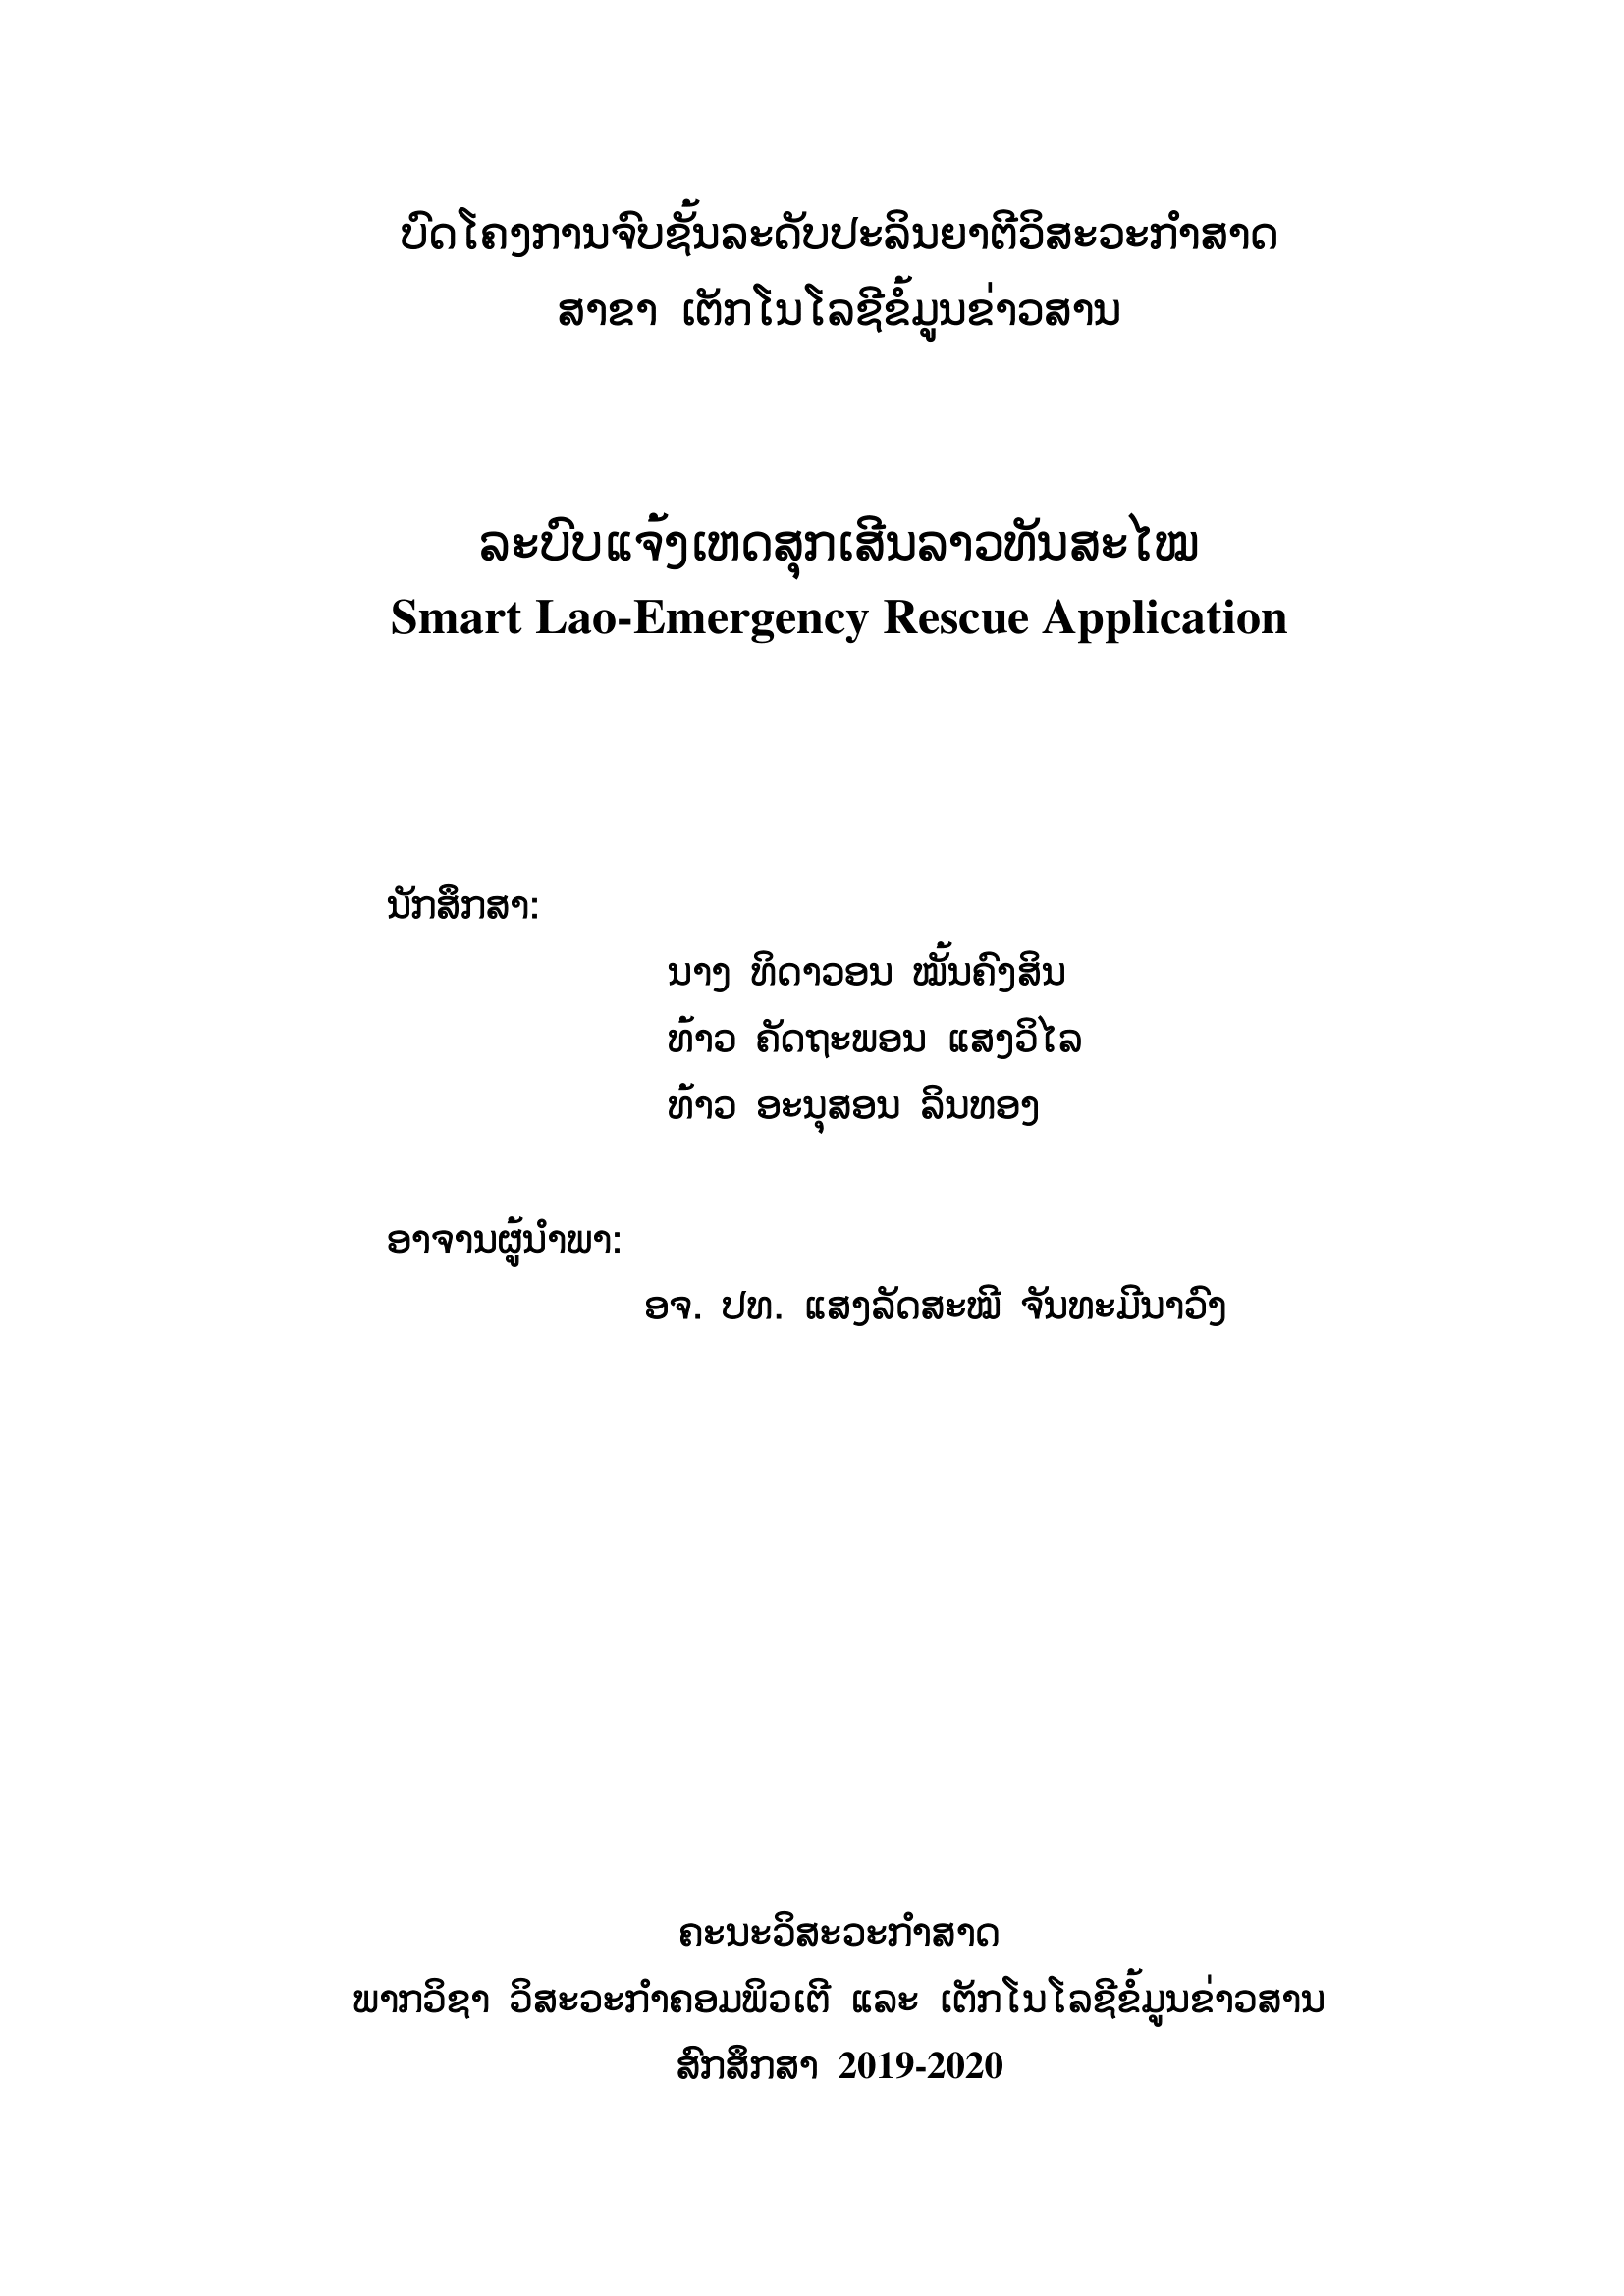 ບົດໂຄງການຈົບຊັ້ນລະດັບປະລິນຍາຕີວິສະວະກຳສາດ
ສາຂາ ເຕັກໂນໂລຊີຂໍ້ມູນຂ່າວສານ
ລະບົບແຈ້ງເຫດສຸກເສີນລາວທັນສະໄໝ
Smart Lao-Emergency Rescue Application
ນັກສຶກສາ:
ນາງ ທິດາວອນ ໝັ້ນຄົງສິນ
ທ້າວ ຄັດຖະພອນ ແສງວິໄລ
ທ້າວ ອະນຸສອນ ລິນທອງ
ອາຈານຜູ້ນຳພາ:
ອຈ. ປທ. ແສງລັດສະໝີ ຈັນທະມີນາວົງ
ຄະນະວິສະວະກຳສາດ
ພາກວິຊາ ວິສະວະກຳຄອມພິວເຕີ ແລະ ເຕັກໂນໂລຊີຂໍ້ມູນຂ່າວສານ
ສົກສຶກສາ 2019-2020